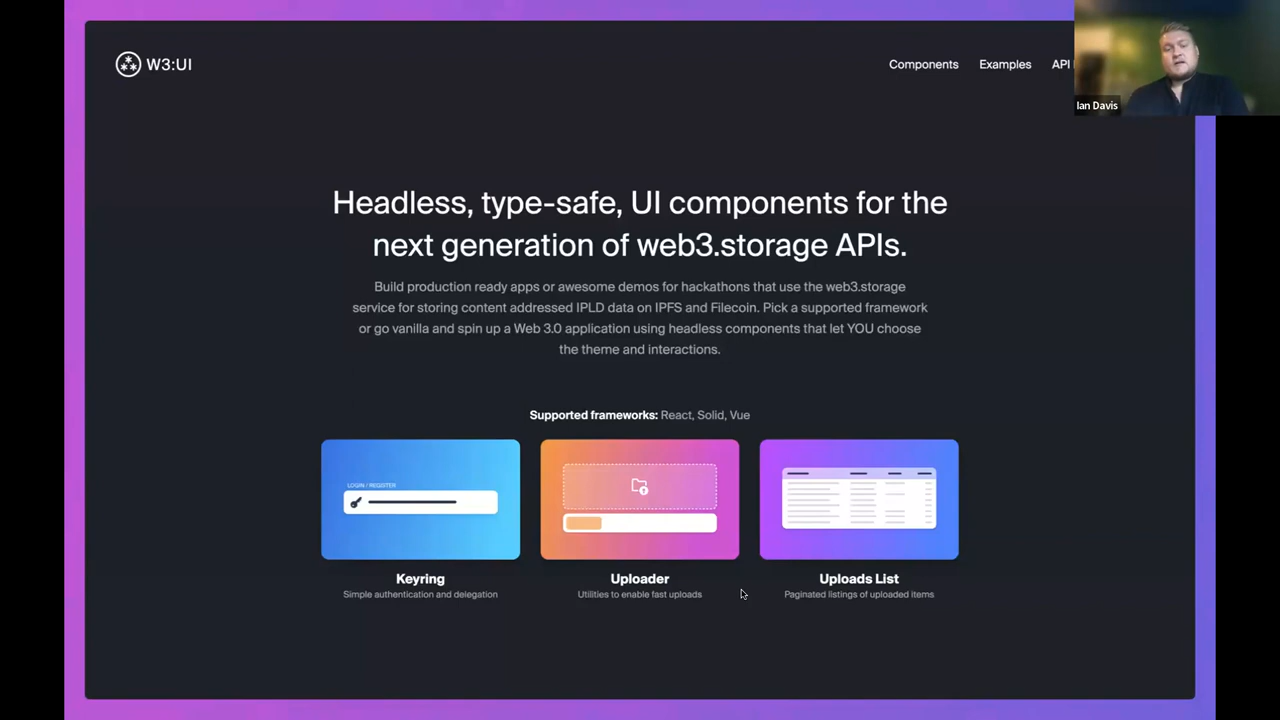 W3:UI
Components
Examples
API
Ian Davis
Headless, type-safe, UI components for the
next generation of web3.storage APIs.
Build production ready apps or awesome demos for hackathons that use the web3.storage
service for storing content addressed IPLD data on IPFS and Filecoin. Pick a supported framework
or go vanilla and spin up a Web 3.0 application using headless components that let YOU choose
the theme and interactions.
Supported frameworks: React, Solid, Vue
LOGIN / REGISTER
Keyring
Simple authentication and delegation
Uploader
Utilities to enable fast uploads
Uploads List
Paginated listings of uploaded items